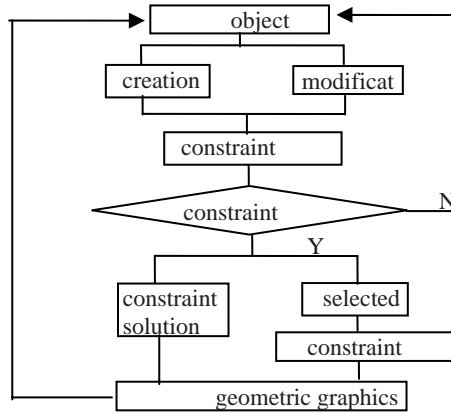 object
creation
modificat
constraint
constraint
N
Y
constraint
solution
selected
constraint
geometric graphics